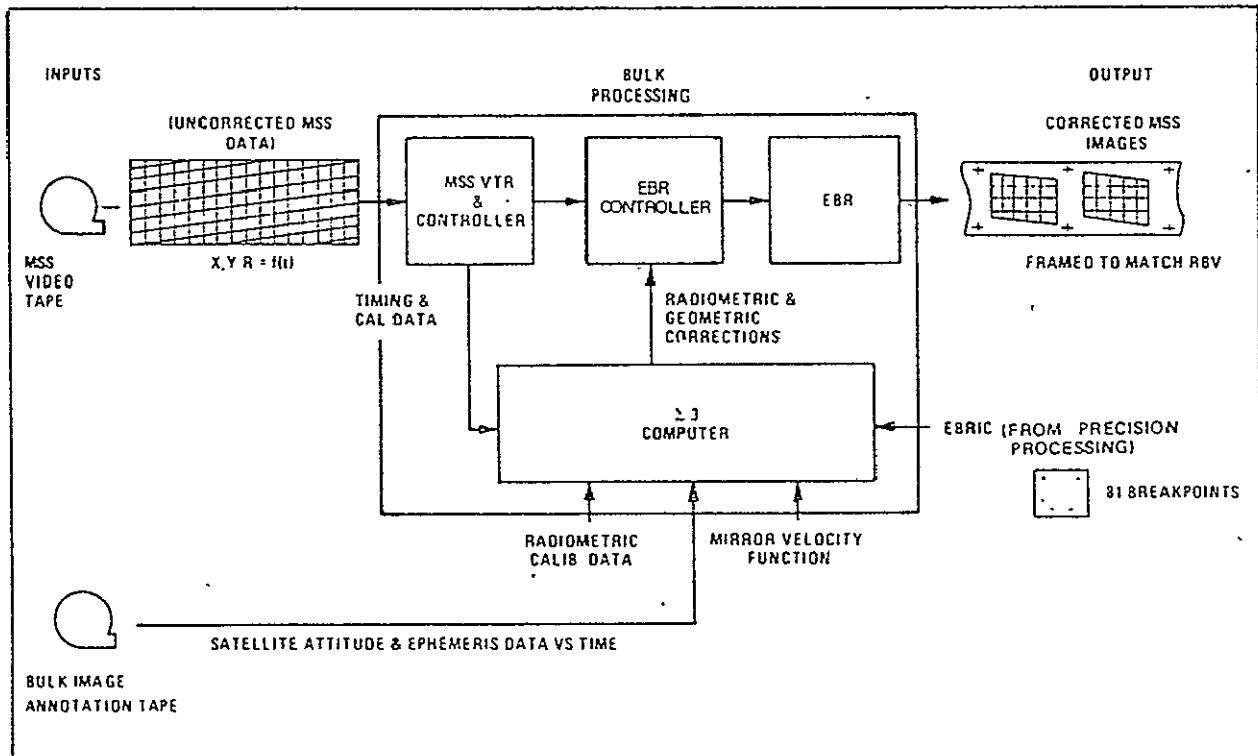 INPUTS
BULK
PROCESSING
OUTPUT
(UNCORRECTED MSS
DATA)
CORRECTED MSS
IMAGES
MSS VTR
&
CONTROLLER
EBR
CONTROLLER
EBR
MSS
VIDEO
TAPE
X, Y R = f(t)
FRAMED TO MATCH RBV
TIMING &
CAL DATA
RADIOMETRIC &
GEOMETRIC
CORRECTIONS
COMPUTER
EBRIC (FROM PRECISION
PROCESSING)
81 BREAKPOINTS
RADIOMETRIC
CALIB DATA
MIRROR VELOCITY
FUNCTION
SATELLITE ATTITUDE & EPHEMERIS DATA VS TIME
BULK IMAGE
ANNOTATION TAPE